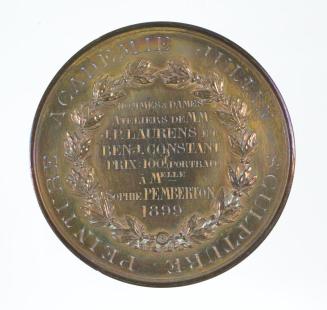 ACADEMIE JULIAN
SCULPTURE PEINTURE
HOMMES & DAMES
ATELIERS DE MM
J.P. LAURENS ET
BENJ. CONSTANT
PRIX 100F PORTRAIT
A MELLE
SOPHIE PEMBERTON
1899